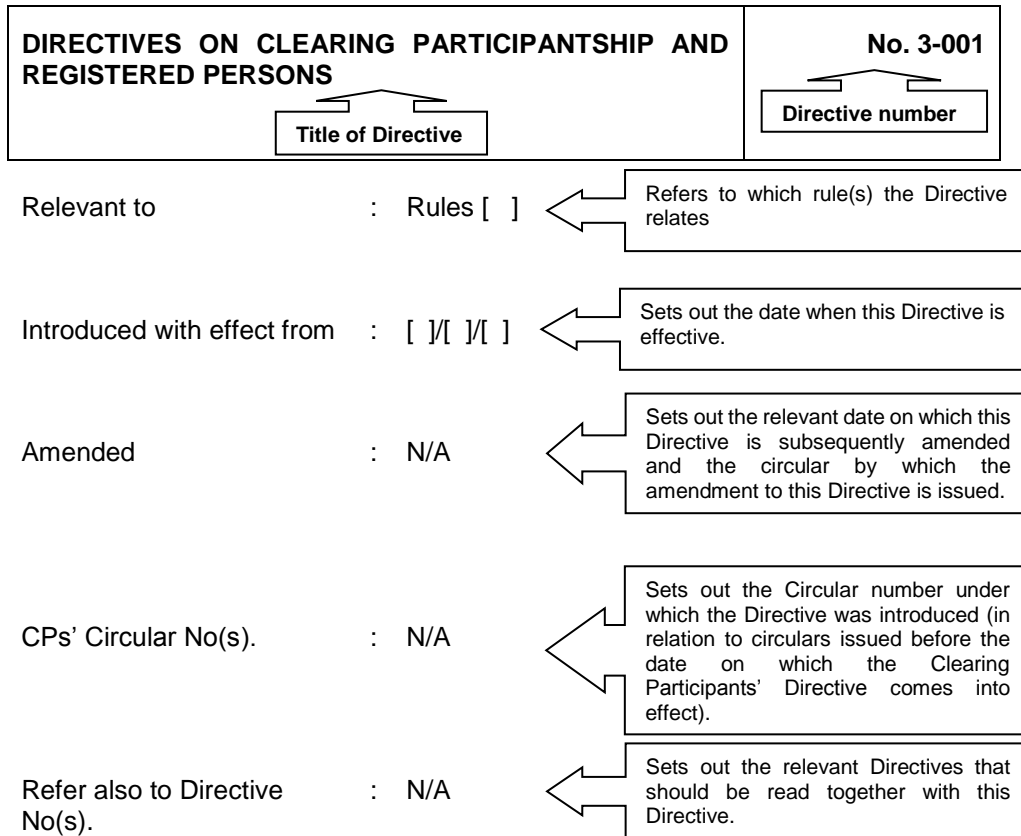 DIRECTIVES ON CLEARING PARTICIPANTSHIP AND
REGISTERED PERSONS
No. 3-001
Title of Directive
Directive number
Relevant to : Rules [ ]
Refers to which rule(s) the Directive
relates
Introduced with effect from : [ ]/[ ]/[ ]
Sets out the date when this Directive is
effective.
Amended : N/A
Sets out the relevant date on which this
Directive is subsequently amended
and the circular by which the
amendment to this Directive is issued.
CPs’ Circular No(s). : N/A
Sets out the Circular number under
which the Directive was introduced (in
relation to circulars issued before the
date on which the Clearing
Participants’ Directive comes into
effect).
Refer also to Directive : N/A
No(s).
Sets out the relevant Directives that
should be read together with this
Directive.